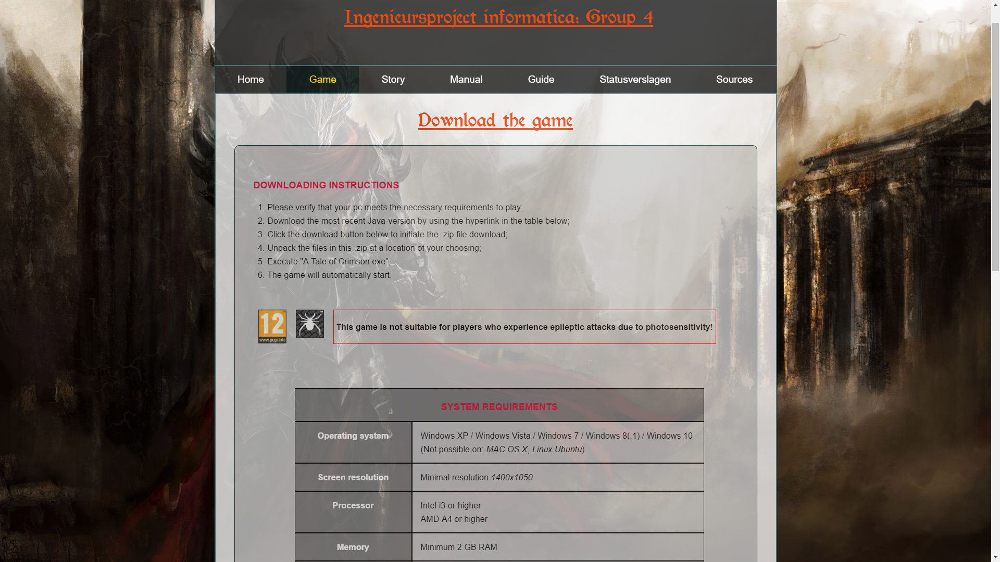 Ingenieursproject informatica: Group 4
Home Game Story Manual Guide Statusverslagen Sources
Download the game
DOWNLOADING INSTRUCTIONS
1. Please verify that your pc meets the necessary requirements to play;
2. Download the most recent Java-version by using the hyperlink in the table below;
3. Click the download button below to initiate the .zip file download;
4. Unpack the files in this .zip at a location of your choosing;
5. Execute "A Tale of Crimson.exe";
6. The game will automatically start.
12
www.pegi.info
This game is not suitable for players who experience epileptic attacks due to photosensitivity!
SYSTEM REQUIREMENTS
Operating system
Windows XP / Windows Vista / Windows 7 / Windows 8(.1) / Windows 10
(Not possible on: MAC OS X, Linux Ubuntu)
Screen resolution
Minimal resolution 1400x1050
Processor
Intel i3 or higher
AMD A4 or higher
Memory
Minimum 2 GB RAM